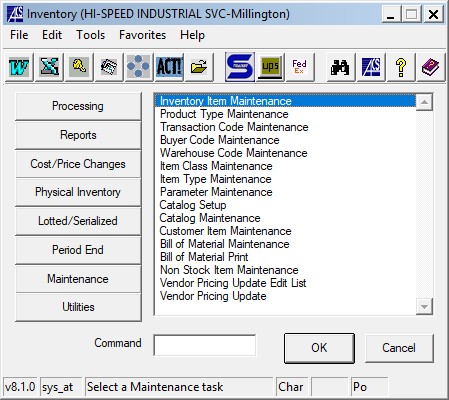 Inventory (HI-SPEED INDUSTRIAL SVC-Millington)
File Edit Tools Favorites Help
W X ACT! S ups Fed Ex AS ?
Processing
Reports
Cost/Price Changes
Physical Inventory
Lotted/Serialized
Period End
Maintenance
Utilities
Inventory Item Maintenance
Product Type Maintenance
Transaction Code Maintenance
Buyer Code Maintenance
Warehouse Code Maintenance
Item Class Maintenance
Item Type Maintenance
Parameter Maintenance
Catalog Setup
Catalog Maintenance
Customer Item Maintenance
Bill of Material Maintenance
Bill of Material Print
Non Stock Item Maintenance
Vendor Pricing Update Edit List
Vendor Pricing Update
Command
OK
Cancel
v8.1.0 sys_at Select a Maintenance task Char Po